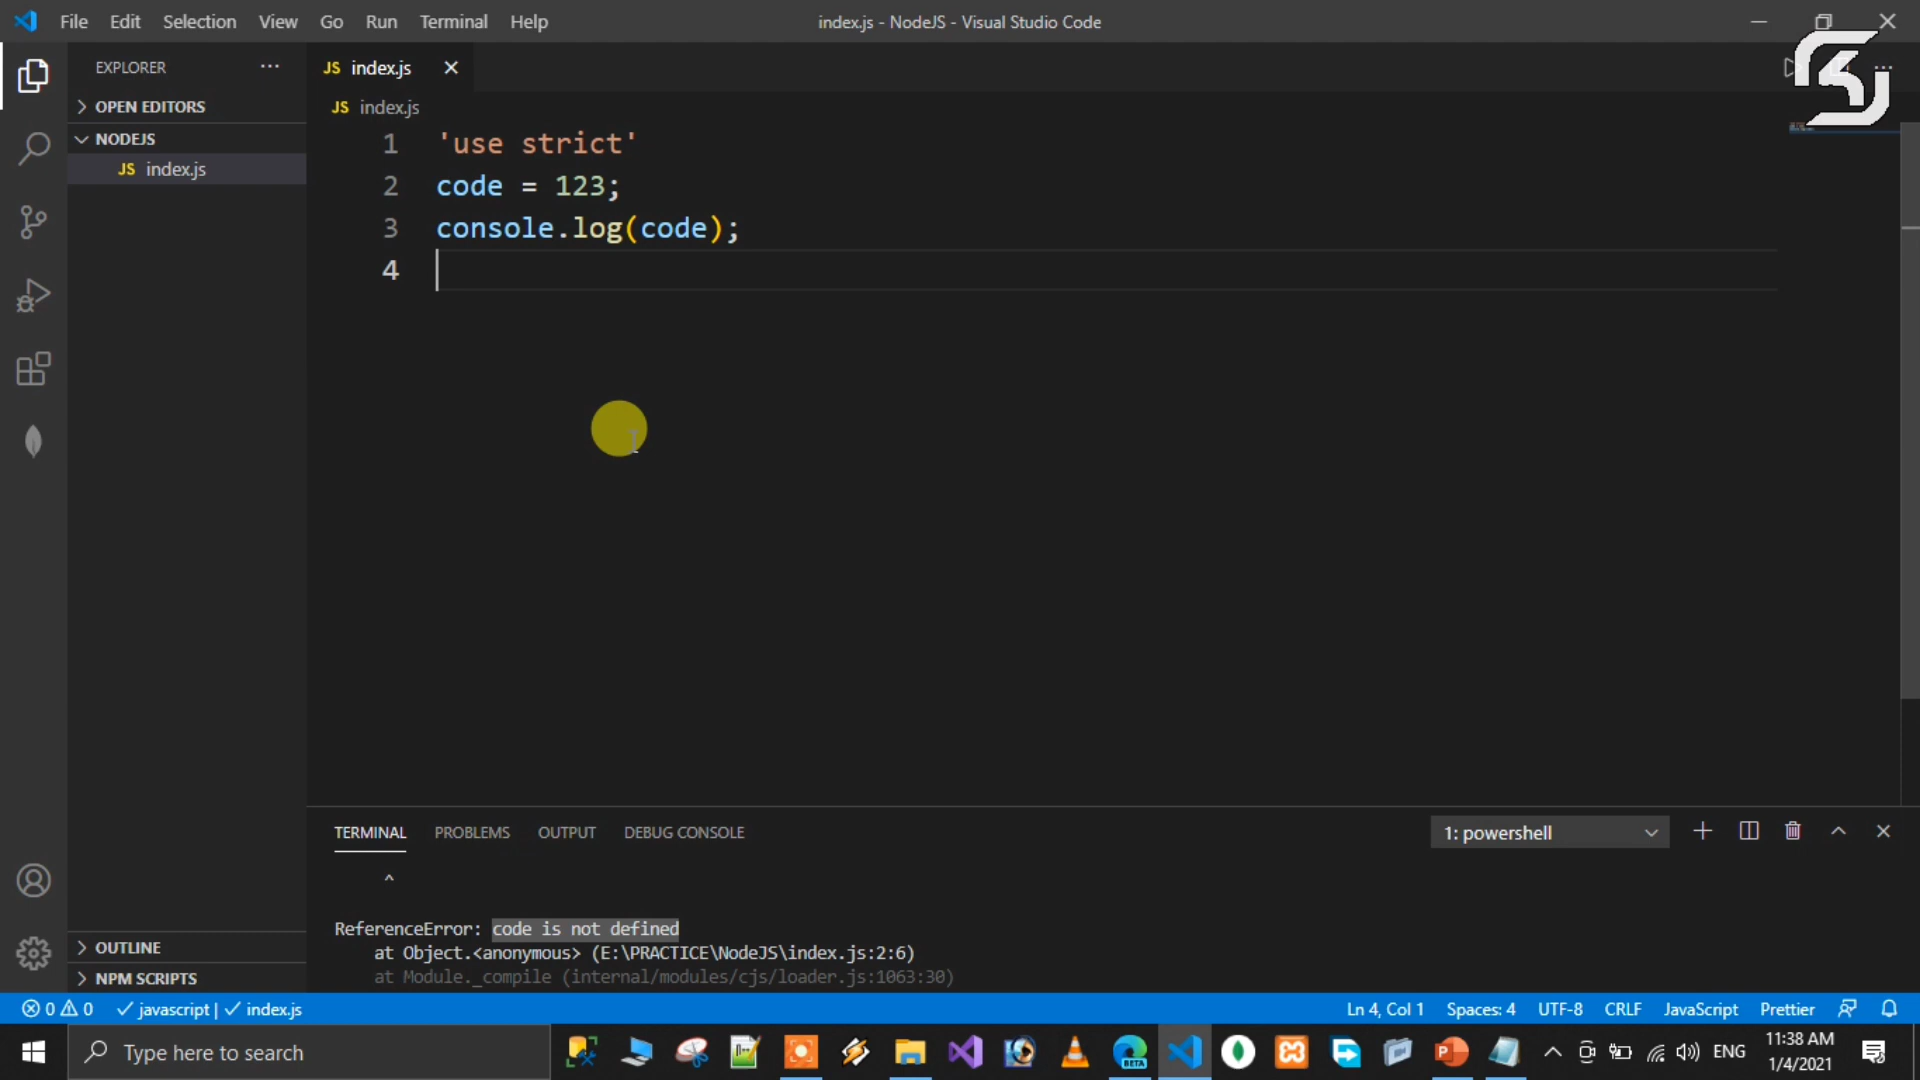 File Edit Selection View Go Run Terminal Help
index.js - NodeJS - Visual Studio Code
EXPLORER ···
OPEN EDITORS
NODEJS
JS index.js
JS index.js
JS index.js
1 'use strict'
2 code = 123;
3 console.log(code);
4
TERMINAL PROBLEMS OUTPUT DEBUG CONSOLE
1: powershell
^
ReferenceError: code is not defined
at Object.<anonymous> (E:\PRACTICE\NodeJS\index.js:2:6)
at Module._compile (internal/modules/cjs/loader.js:1063:30)
OUTLINE
NPM SCRIPTS
0 0 javascript | index.js
Ln 4, Col 1 Spaces: 4 UTF-8 CRLF JavaScript Prettier
Type here to search
BETA
ENG
11:38 AM
1/4/2021